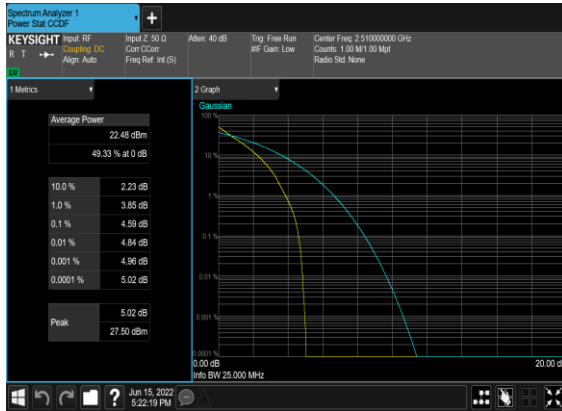 Spectrum Analyzer 1
Power Stat CCDF
+
KEYSIGHT
R T
LXI
Input: RF
Coupling: DC
Align: Auto
Input Z: 50 Ω
Corr CCorr
Freq Ref: Int (S)
Atten: 40 dB
Trig: Free Run
#IF Gain: Low
Center Freq: 2.510000000 GHz
Counts: 1.00 M/1.00 Mpt
Radio Std: None
1 Metrics
Average Power
22.48 dBm
49.33 % at 0 dB
10.0 % 2.23 dB
1.0 % 3.85 dB
0.1 % 4.59 dB
0.01 % 4.84 dB
0.001 % 4.96 dB
0.0001 % 5.02 dB
Peak
5.02 dB
27.50 dBm
2 Graph
Gaussian
100 %
10 %
1 %
0.1 %
0.01 %
0.001 %
0.0001 %
0.00 dB
20.00 d
Info BW 25.000 MHz
?
Jun 15, 2022
5:22:19 PM